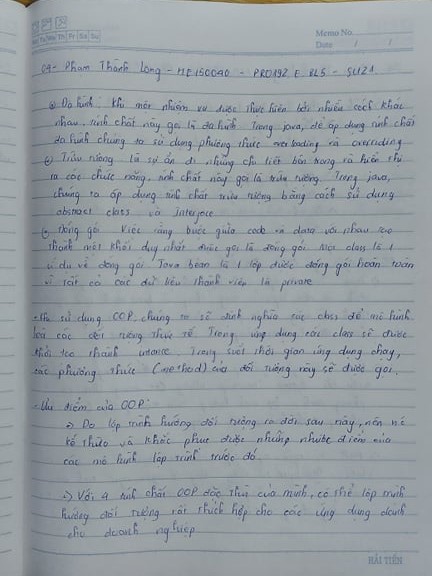 Memo No.
Date / /
04- Phạm Thành Long - HE150040 - PRO192 E BL5 - SU21
Đa hình: Khi một nhiệm vụ được thực hiện bởi nhiều cách khác
nhau, tính chất này gọi là đa hình. Trong java, để áp dụng tính chất
đa hình chúng ta sử dụng phương thức overloading và overriding
Trừu tượng là sự ẩn đi những chi tiết bên trong và hiển thị
ra các chức năng, tính chất này gọi là trừu tượng. Trong java,
chúng ta áp dụng tính chất trừu tượng bằng cách sử dụng
abstract class và Interface
Đóng gói Việc ràng buộc giữa code và data với nhau tạo
thành một khối duy nhất được gọi là đóng gói. Một class là 1
ví dụ về đóng gói Java bean là 1 lớp được đóng gói hoàn toàn
vì tất cả các dữ liệu thành viên là private
- Khi sử dụng OOP, chúng ta sẽ định nghĩa các class để mô hình
hoá các đối tượng thực tế. Trong ứng dụng các class sẽ được
khởi tạo thành Trong suốt thời gian ứng dụng chạy,
các phương thức (method) của đối tượng này sẽ được gọi.
- Ưu điểm của OOP:
Do lập trình hướng đối tượng ra đời sau này, nên nó
kế thừa và khắc phục được những nhược điểm của
các mô hình lập trình trước đó
Với 4 tính chất OOP đặc thù của mình, có thể lập trình
hướng đối tượng rất thích hợp cho các ứng dụng doanh
cho doanh nghiệp
HẢI TIẾN